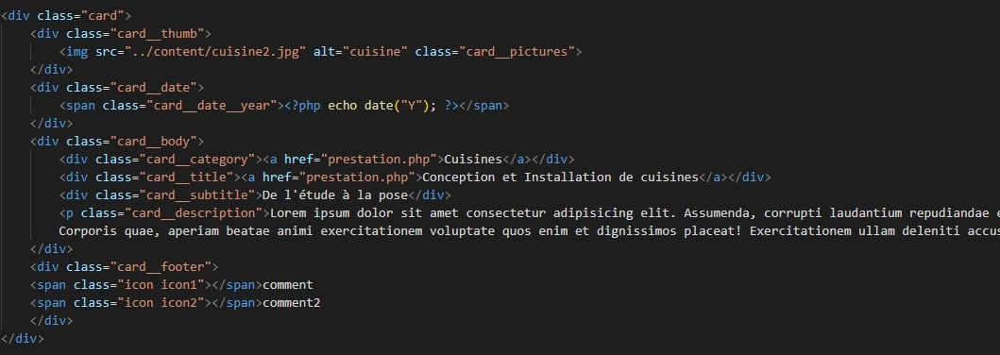 <div class="card">
    <div class="card__thumb">
        <img src="../content/cuisine2.jpg" alt="cuisine" class="card__pictures">
    </div>
    <div class="card__date">
        <span class="card__date__year"><?php echo date("Y"); ?></span>
    </div>
    <div class="card__body">
        <div class="card__category"><a href="prestation.php">Cuisines</a></div>
        <div class="card__title"><a href="prestation.php">Conception et Installation de cuisines</a></div>
        <div class="card__subtitle">De l'étude à la pose</div>
        <p class="card__description">Lorem ipsum dolor sit amet consectetur adipisicing elit. Assumenda, corrupti laudantium repudiandae e
        Corporis quae, aperiam beatae animi exercitationem voluptate quos enim et dignissimos placeat! Exercitationem ullam deleniti accus
    </div>
    <div class="card__footer">
    <span class="icon icon1"></span>comment
    <span class="icon icon2"></span>comment2
    </div>
</div>